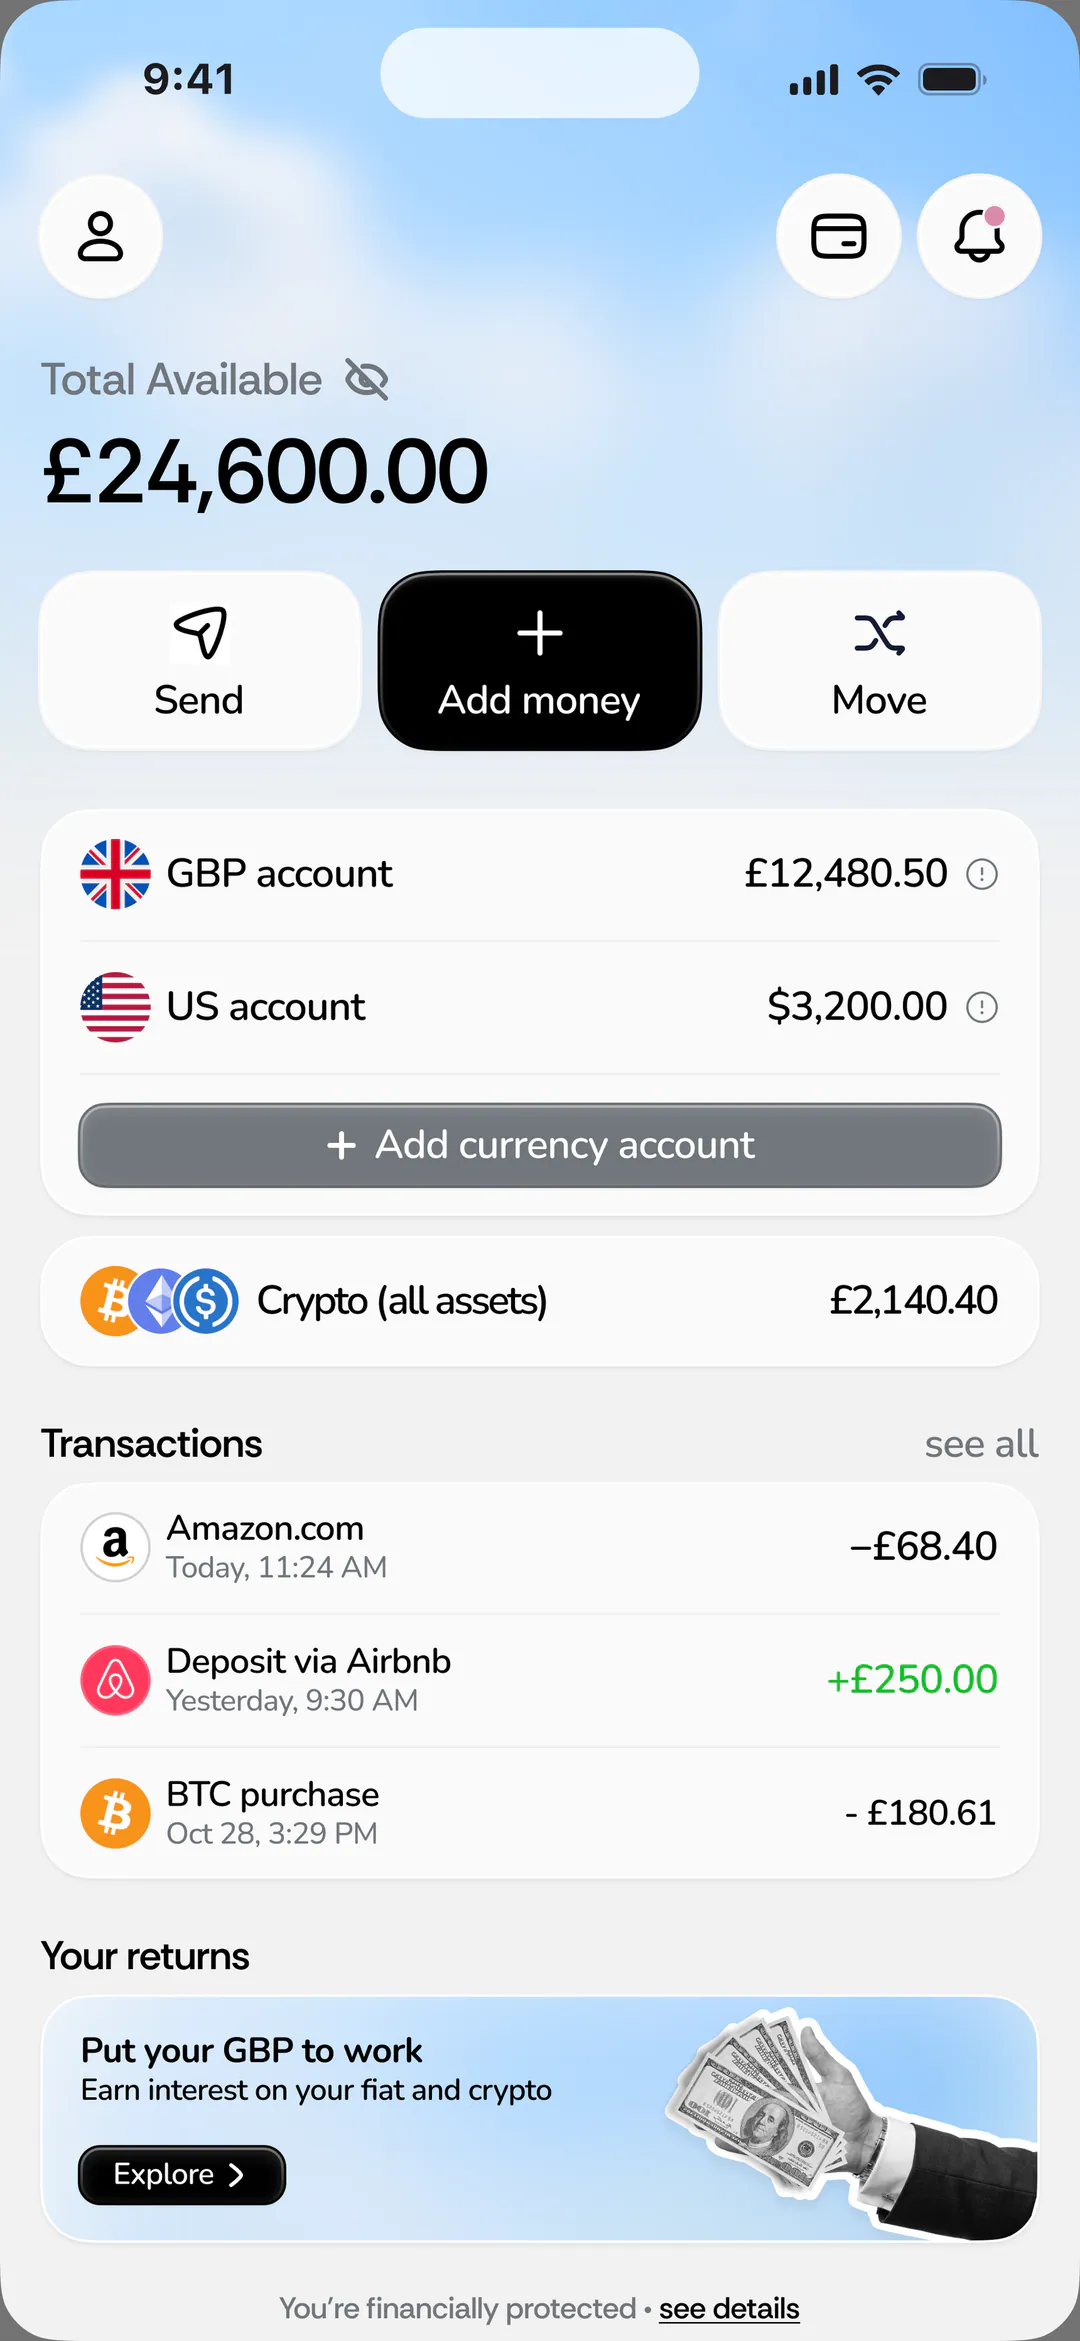 9:41
Total Available
£24,600.00
Send
Add money
Move
GBP account £12,480.50
US account $3,200.00
+ Add currency account
Crypto (all assets) £2,140.40
Transactions see all
Amazon.com
Today, 11:24 AM
–£68.40
Deposit via Airbnb
Yesterday, 9:30 AM
+£250.00
BTC purchase
Oct 28, 3:29 PM
- £180.61
Your returns
Put your GBP to work
Earn interest on your fiat and crypto
Explore
You’re financially protected • see details